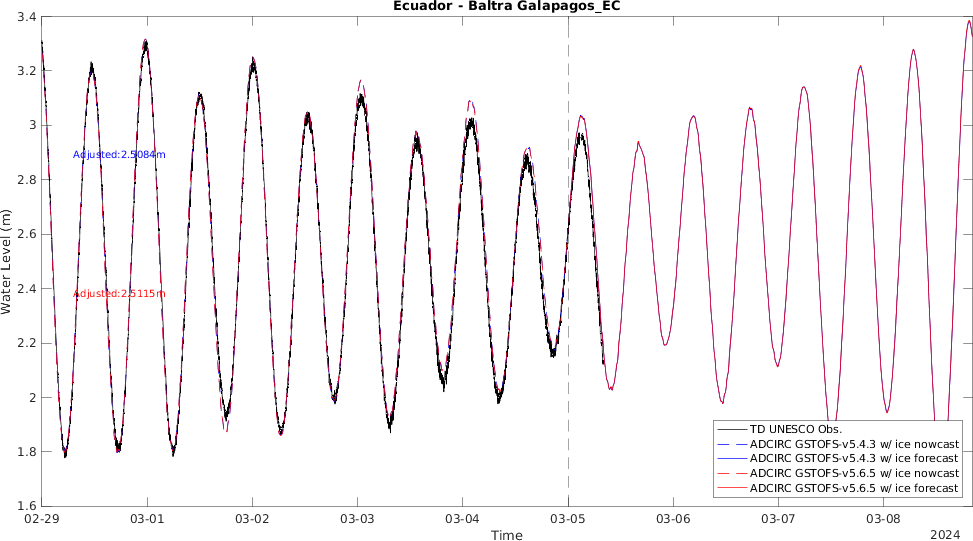 Ecuador - Baltra Galapagos_EC
3.4
3.2
3
2.8
2.6
2.4
2.2
2
1.8
1.6
Water Level (m)
Adjusted:2.5084m
Adjusted:2.5115m
TD UNESCO Obs.
ADCIRC GSTOFS-v5.4.3 w/ ice nowcast
ADCIRC GSTOFS-v5.4.3 w/ ice forecast
ADCIRC GSTOFS-v5.6.5 w/ ice nowcast
ADCIRC GSTOFS-v5.6.5 w/ ice forecast
02-29 03-01 03-02 03-03 03-04 03-05 03-06 03-07 03-08
Time
2024